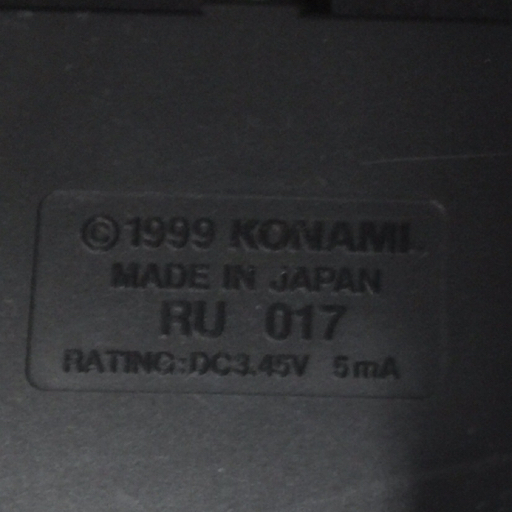 ©1999 KONAMI.
MADE IN JAPAN
RU 017
RATING:DC3.45V 5mA